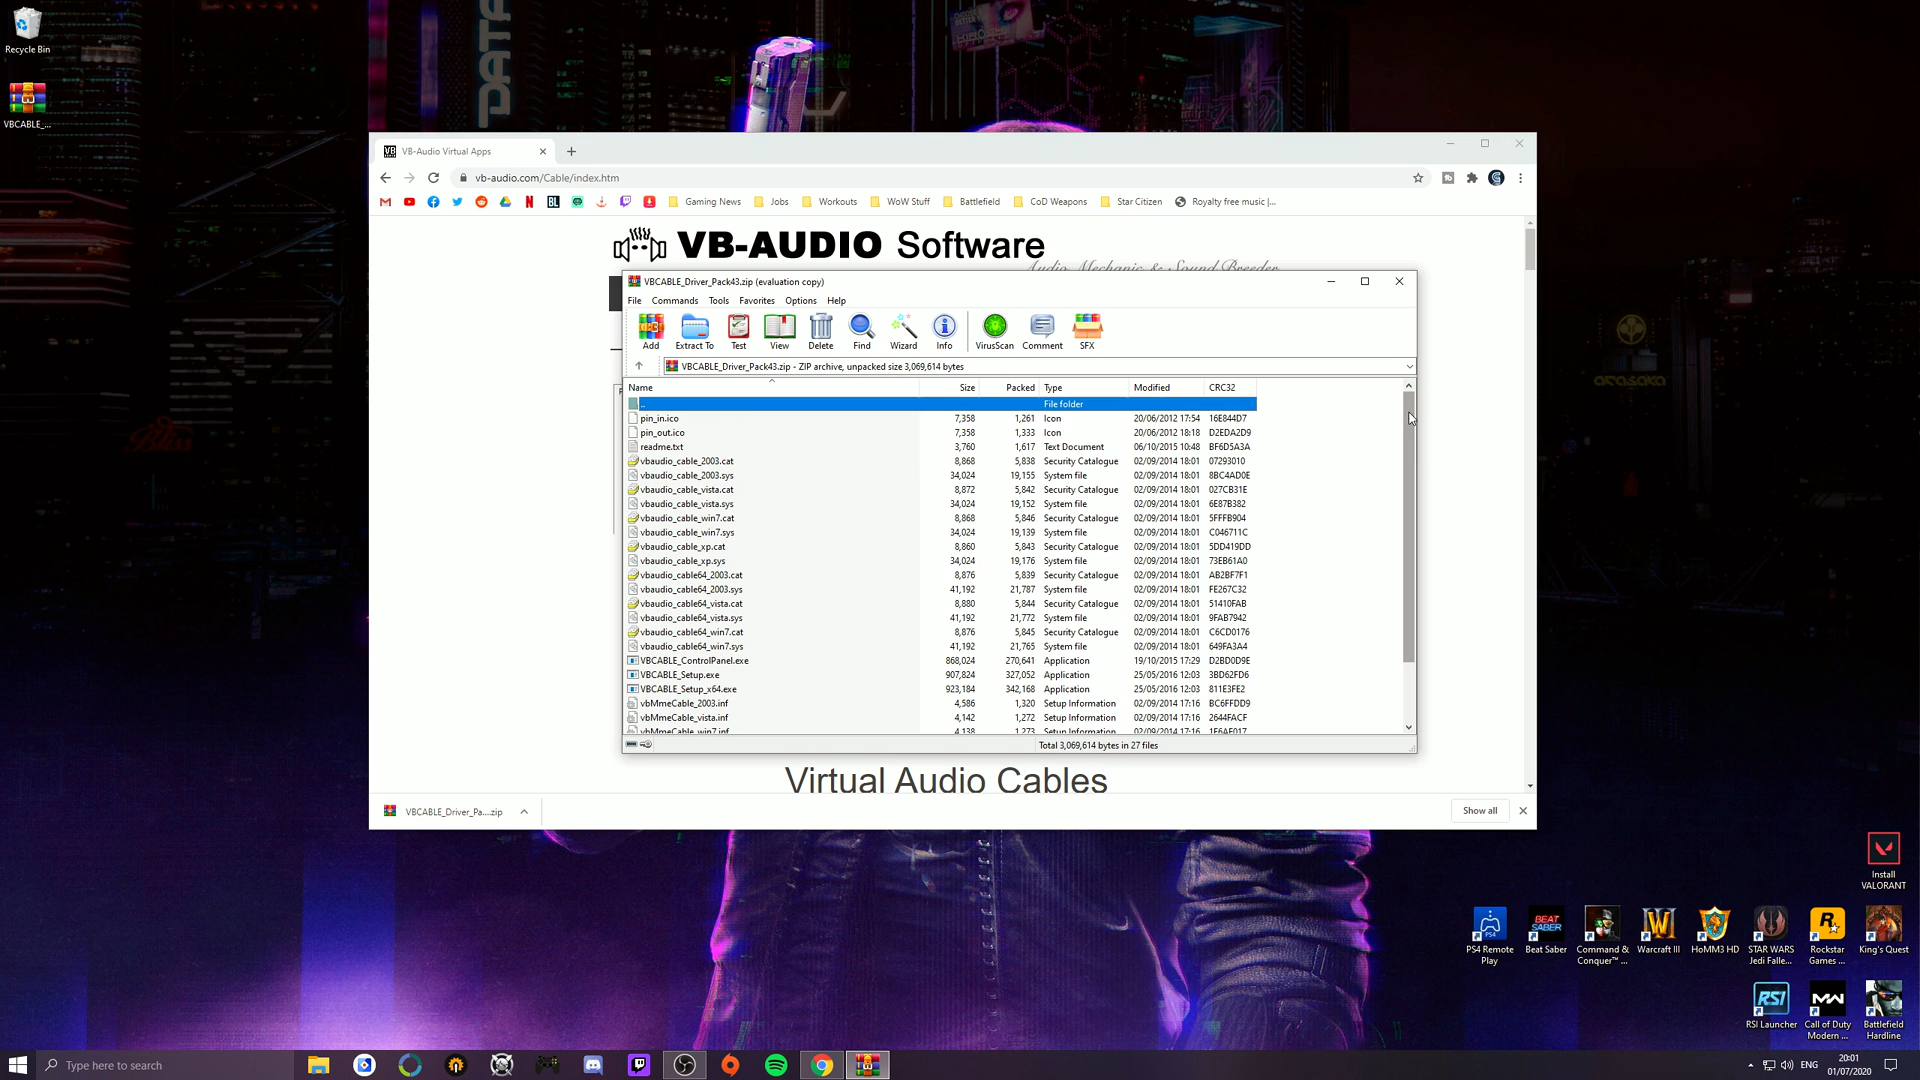 Recycle Bin
VBCABLE_...
DATA
VB-Audio Virtual Apps
vb-audio.com/Cable/index.htm
Gaming News
Jobs
Workouts
WoW Stuff
Battlefield
CoD Weapons
Star Citizen
Royalty free music |...
VB-AUDIO Software
Audio Mechanic & Sound Breeder
VBCABLE_Driver_Pack43.zip (evaluation copy)
File Commands Tools Favorites Options Help
Add Extract To Test View Delete Find Wizard Info VirusScan Comment SFX
VBCABLE_Driver_Pack43.zip - ZIP archive, unpacked size 3,069,614 bytes
Name Size Packed Type Modified CRC32
.. File folder
pin_in.ico 7,358 1,261 Icon 20/06/2012 17:54 16E844D7
pin_out.ico 7,358 1,333 Icon 20/06/2012 18:18 D2EDA2D9
readme.txt 3,760 1,617 Text Document 06/10/2015 10:48 BF6D5A3A
vbaudio_cable_2003.cat 8,868 5,838 Security Catalogue 02/09/2014 18:01 07293010
vbaudio_cable_2003.sys 34,024 19,155 System file 02/09/2014 18:01 8BC4AD0E
vbaudio_cable_vista.cat 8,872 5,842 Security Catalogue 02/09/2014 18:01 027CB31E
vbaudio_cable_vista.sys 34,024 19,152 System file 02/09/2014 18:01 6E87B382
vbaudio_cable_win7.cat 8,868 5,846 Security Catalogue 02/09/2014 18:01 5FFFB904
vbaudio_cable_win7.sys 34,024 19,139 System file 02/09/2014 18:01 C046711C
vbaudio_cable_xp.cat 8,860 5,843 Security Catalogue 02/09/2014 18:01 5DD419DD
vbaudio_cable_xp.sys 34,024 19,176 System file 02/09/2014 18:01 73EB61A0
vbaudio_cable64_2003.cat 8,876 5,839 Security Catalogue 02/09/2014 18:01 AB2BF7F1
vbaudio_cable64_2003.sys 41,192 21,787 System file 02/09/2014 18:01 FE267C32
vbaudio_cable64_vista.cat 8,880 5,844 Security Catalogue 02/09/2014 18:01 51410FAB
vbaudio_cable64_vista.sys 41,192 21,772 System file 02/09/2014 18:01 9FAB7942
vbaudio_cable64_win7.cat 8,876 5,845 Security Catalogue 02/09/2014 18:01 C6CD0176
vbaudio_cable64_win7.sys 41,192 21,765 System file 02/09/2014 18:01 649FA3A4
VBCABLE_ControlPanel.exe 868,024 270,641 Application 19/10/2015 17:29 D2BD0D9E
VBCABLE_Setup.exe 907,824 327,052 Application 25/05/2016 12:03 3BD62FD6
VBCABLE_Setup_x64.exe 923,184 342,168 Application 25/05/2016 12:03 811E3FE2
vbMmeCable_2003.inf 4,586 1,320 Setup Information 02/09/2014 17:16 BC6FFDD9
vbMmeCable_vista.inf 4,142 1,272 Setup Information 02/09/2014 17:16 2644FACF
vbMmeCable_win7.inf 4,138 1,273 Setup Information 02/09/2014 17:16 1F6AF017
Total 3,069,614 bytes in 27 files
Virtual Audio Cables
VBCABLE_Driver_Pa....zip
Show all
arasaka
Install VALORANT
PS4 Remote Play
Beat Saber
Command & Conquer™ ...
Warcraft III
HoMM3 HD
STAR WARS Jedi Falle...
Rockstar Games ...
King's Quest
RSI Launcher
Call of Duty Modern ...
Battlefield Hardline
Type here to search
ENG
20:01
01/07/2020